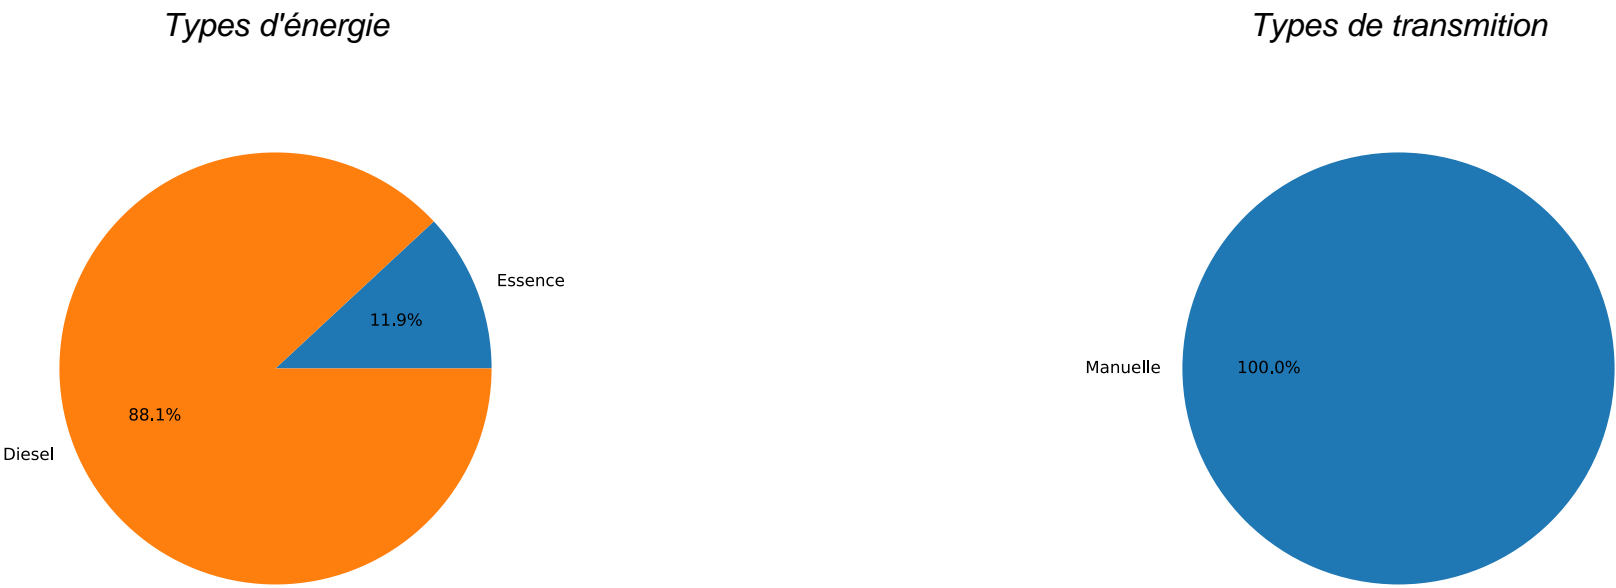 Types d'énergie
Types de transmition
Essence
11.9%
88.1%
Diesel
Manuelle
100.0%